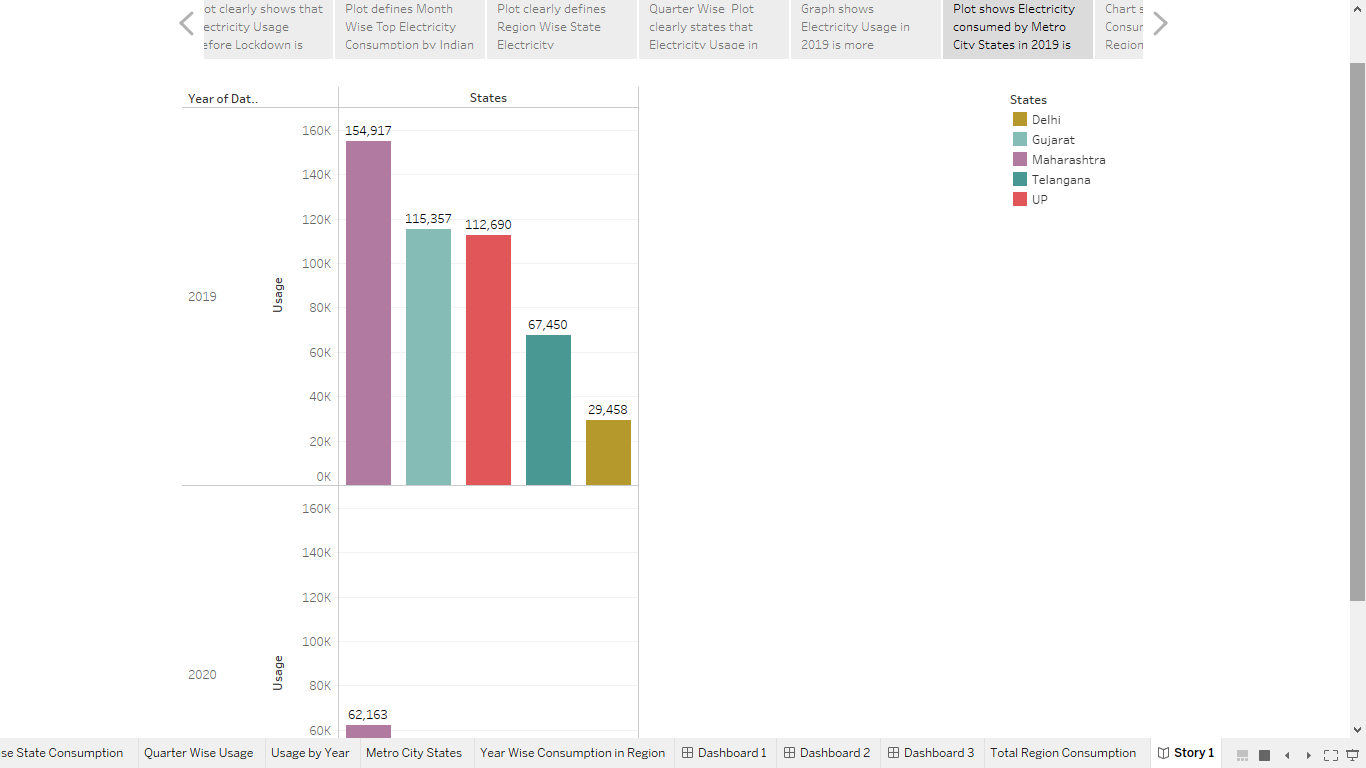 ot clearly shows that
ectricity Usage
efore Lockdown is
Plot defines Month
Wise Top Electricity
Consumption by Indian
Plot clearly defines
Region Wise State
Electricity
Quarter Wise Plot
clearly states that
Electricity Usage in
Graph shows
Electricity Usage in
2019 is more
Plot shows Electricity
consumed by Metro
City States in 2019 is
Chart s
Consur
Region
Year of Dat..
States
160K
154,917
140K
120K
115,357
112,690
100K
80K
67,450
60K
40K
29,458
20K
0K
2019
Usage
160K
140K
120K
100K
80K
62,163
60K
2020
Usage
States
Delhi
Gujarat
Maharashtra
Telangana
UP
se State Consumption
Quarter Wise Usage
Usage by Year
Metro City States
Year Wise Consumption in Region
Dashboard 1
Dashboard 2
Dashboard 3
Total Region Consumption
Story 1